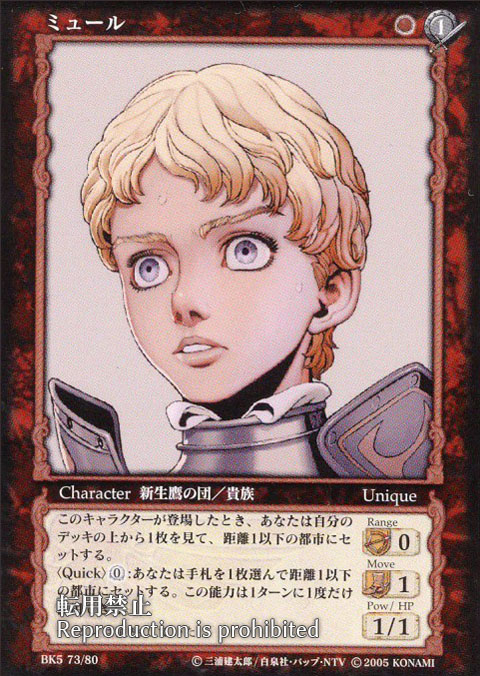 ミュール
1
Character 新生鷹の団／貴族 Unique
このキャラクターが登場したとき、あなたは自分の
デッキの上から1枚を見て、距離1以下の都市にセ
ットする。
〈Quick〉0:あなたは手札を1枚選んで距離1以下
の都市にセットする。この能力は1ターンに1度だけ
Range
0
Move
1
Pow/ HP
1/1
転用禁止
Reproduction is prohibited
BK5 73/80
©三浦建太郎/白泉社・バップ・NTV ©2005 KONAMI